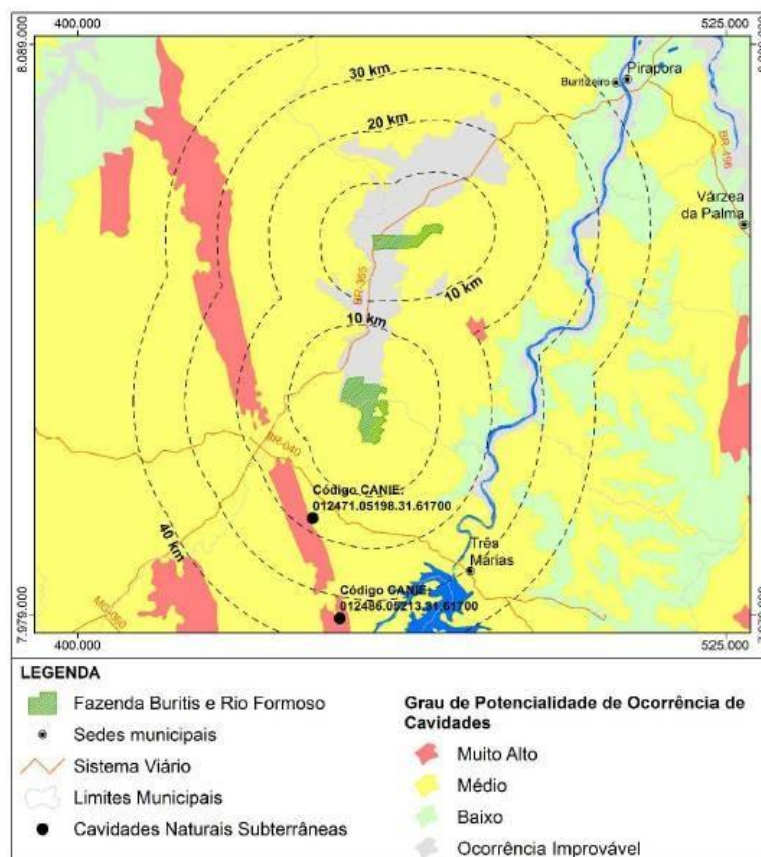 400.000
525.000
8.089.000
30 km
Pirapora
Buritizeiro
20 km
BR-496
Várzea
da Palma
BR-365
10 km
10 km
BR-040
Código CANIE:
012471.05198.31.61700
40 km
Três
Márias
Código CANIE:
012486.05213.31.61700
7.979.000
400.000
525.000
LEGENDA
Fazenda Buritis e Rio Formoso
Sedes municipais
Sistema Viário
Limites Municipais
Cavidades Naturais Subterrâneas
Grau de Potencialidade de Ocorrência de
Cavidades
Muito Alto
Médio
Baixo
Ocorrência Improvável